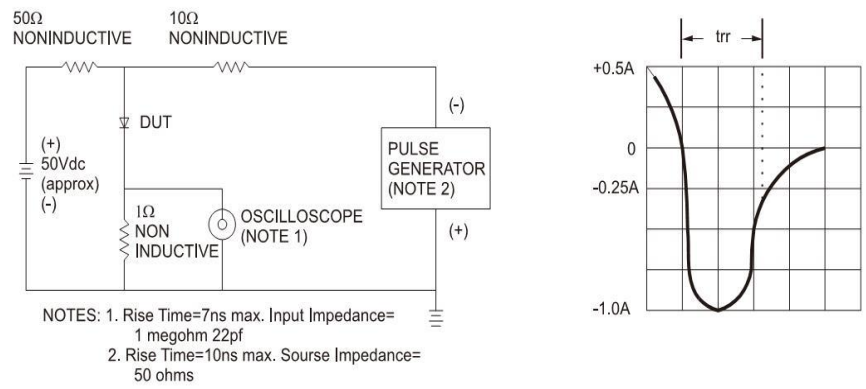 50Ω
NONINDUCTIVE
10Ω
NONINDUCTIVE
(+)
50Vdc
(approx)
(-)
DUT
1Ω
NON
INDUCTIVE
OSCILLOSCOPE
(NOTE 1)
(-)
PULSE
GENERATOR
(NOTE 2)
(+)
NOTES: 1. Rise Time=7ns max. Input Impedance=
1 megohm 22pf
2. Rise Time=10ns max. Sourse Impedance=
50 ohms
trr
+0.5A
0
-0.25A
-1.0A